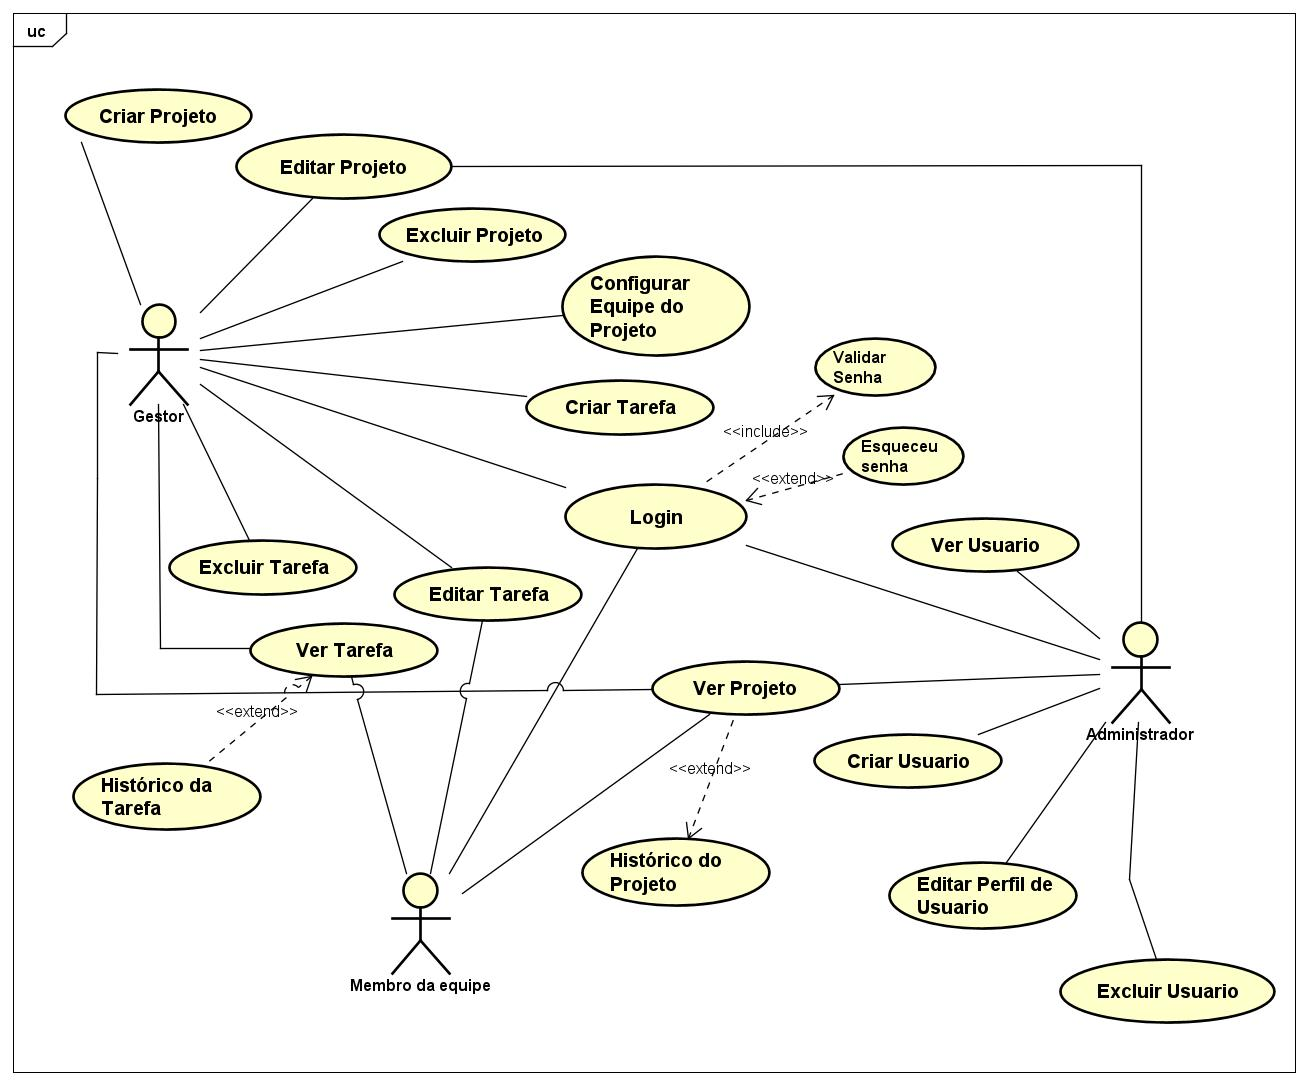 uc
Criar Projeto
Editar Projeto
Excluir Projeto
Configurar
Equipe do
Projeto
Validar
Senha
Criar Tarefa
Gestor
<<include>>
Esqueceu
senha
<<extend>>
Login
Ver Usuario
Excluir Tarefa
Editar Tarefa
Ver Tarefa
Ver Projeto
<<extend>>
Administrador
Criar Usuario
<<extend>>
Histórico da
Tarefa
Histórico do
Projeto
Editar Perfil de
Usuario
Membro da equipe
Excluir Usuario